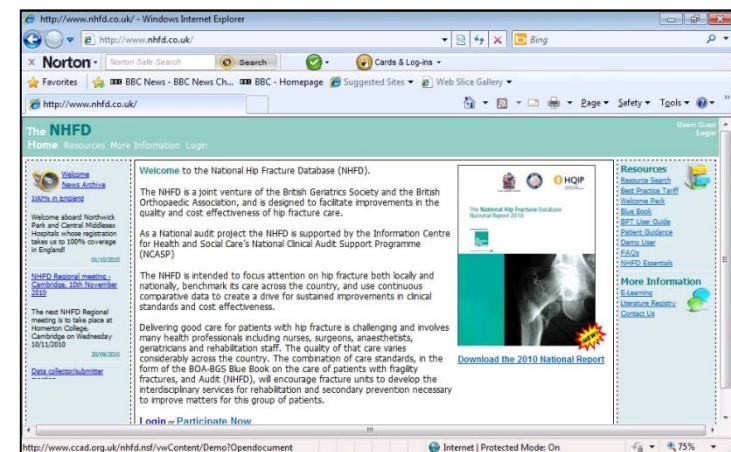 http://www.nhfd.co.uk/ - Windows Internet Explorer
http://www.nhfd.co.uk/
Bing
Norton
Norton Safe Search
Search
Cards & Log-ins
Favorites
BBC News - BBC News Ch...
BBC - Homepage
Suggested Sites
Web Slice Gallery
http://www.nhfd.co.uk/
Page
Safety
Tools
The NHFD
User: Guest
Login
Home Resources More Information Login
Welcome
News Archive
100% in England
Welcome aboard Northwick
Park and Central Middlesex
Hospitals whose registration
takes us to 100% coverage
in England!
01/10/2010
NHFD Regional meeting -
Cambridge, 10th November
2010
The next NHFD Regional
meeting is to take place at
Homerton College,
Cambridge on Wednesday
10/11/2010
20/09/2010
Data collector/submitter
Welcome to the National Hip Fracture Database (NHFD).
The NHFD is a joint venture of the British Geriatrics Society and the British
Orthopaedic Association, and is designed to facilitate improvements in the
quality and cost effectiveness of hip fracture care.
As a National audit project the NHFD is supported by the Information Centre
for Health and Social Care's National Clinical Audit Support Programme
(NCASP)
The NHFD is intended to focus attention on hip fracture both locally and
nationally, benchmark its care across the country, and use continuous
comparative data to create a drive for sustained improvements in clinical
standards and cost effectiveness.
Delivering good care for patients with hip fracture is challenging and involves
many health professionals including nurses, surgeons, anaesthetists,
geriatricians and rehabilitation staff. The quality of that care varies
considerably across the country. The combination of care standards, in the
form of the BOA-BGS Blue Book on the care of patients with fragility
fractures, and Audit (NHFD), will encourage fracture units to develop the
interdisciplinary services for rehabilitation and secondary prevention necessary
to improve matters for this group of patients.
Login or Participate Now
HQIP
The National Hip Fracture Database
National Report 2010
NEW!
Download the 2010 National Report
Resources
Resource Search
Best Practice Tariff
Welcome Pack
Blue Book
BPT User Guide
Patient Guidance
Demo User
FAQs
NHFD Essentials
More Information
E-Learning
Literature Registry
Contact Us
http://www.ccad.org.uk/nhfd.nsf/vwContent/Demo?Opendocument
Internet | Protected Mode: On
75%